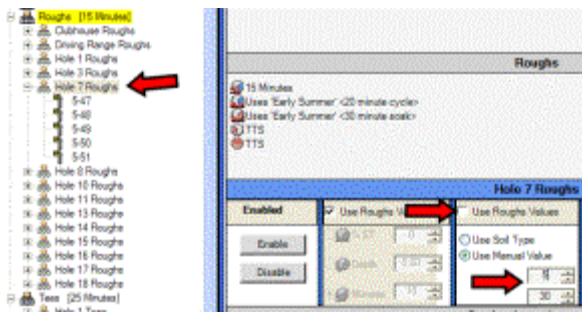 Roughs [15 Minutes]
Clubhouse Roughs
Driving Range Roughs
Hole 1 Roughs
Hole 3 Roughs
Hole 7 Roughs
5-47
5-48
5-49
5-50
5-51
Hole 8 Roughs
Hole 10 Roughs
Hole 11 Roughs
Hole 13 Roughs
Hole 14 Roughs
Hole 15 Roughs
Hole 16 Roughs
Hole 17 Roughs
Hole 18 Roughs
Tees [25 Minutes]
Hole 1 Tees
Roughs
15 Minutes
Uses 'Early Summer' <20 minute cycle>
Uses 'Early Summer' <30 minute soak>
TTS
TTS
Hole 7 Roughs
Enabled
Enable
Disable
Use Roughs
% ET
Depth
Minutes
Use Roughs Values
Use Soil Type
Use Manual Value
30